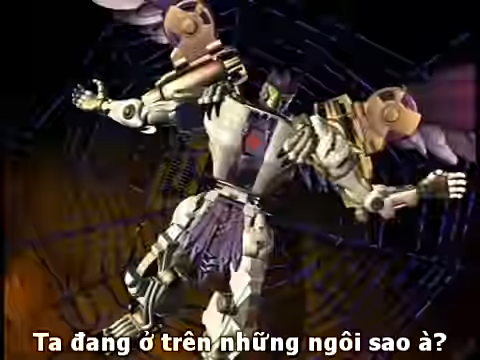 Ta đang ở trên những ngôi sao à?